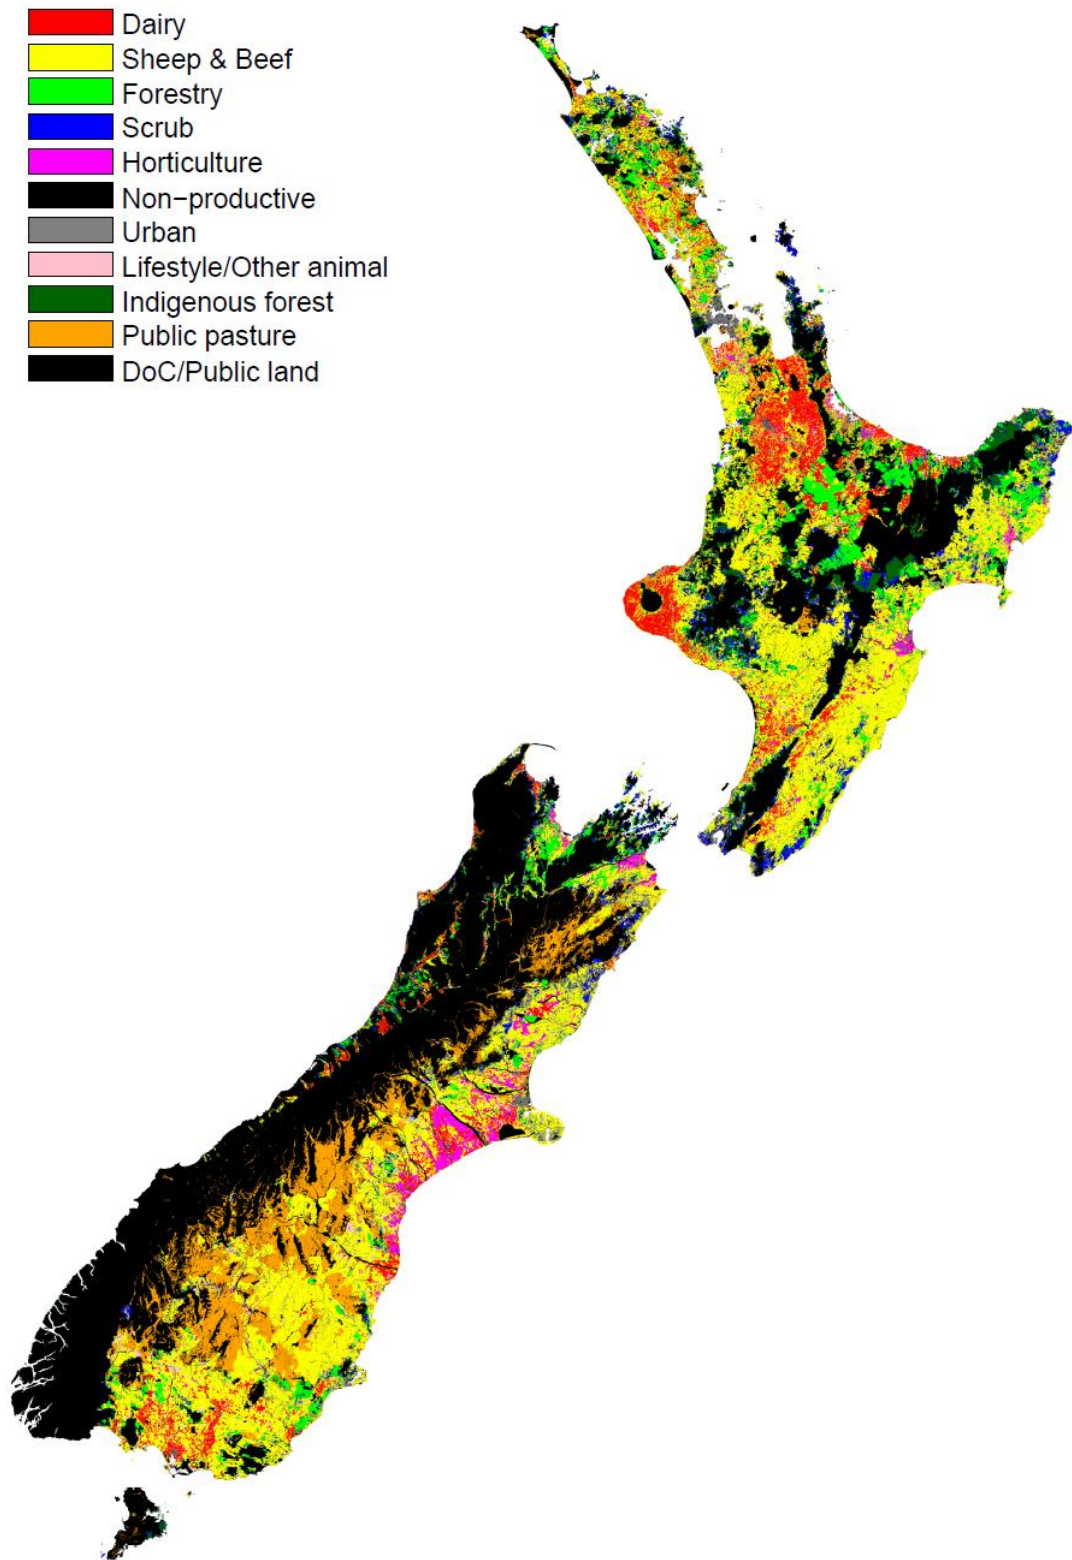 Dairy
Sheep & Beef
Forestry
Scrub
Horticulture
Non−productive
Urban
Lifestyle/Other animal
Indigenous forest
Public pasture
DoC/Public land